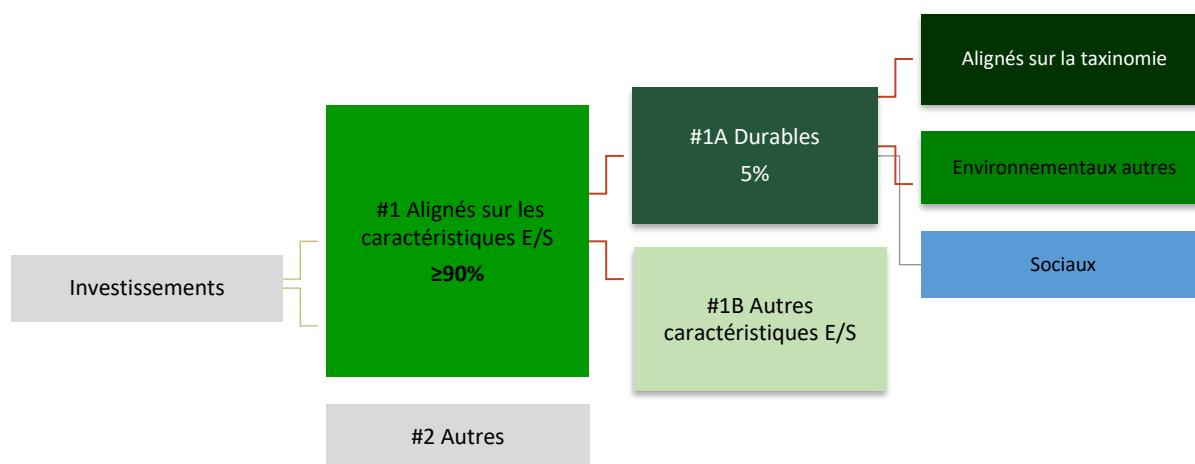 Investissements
#1 Alignés sur les
caractéristiques E/S
≥90%
#2 Autres
#1A Durables
5%
#1B Autres
caractéristiques E/S
Alignés sur la taxinomie
Environnementaux autres
Sociaux